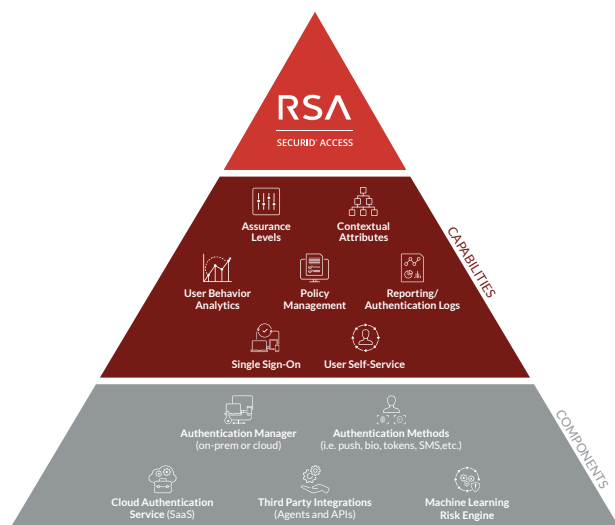 RSA
SECURID® ACCESS
Assurance
Levels
Contextual
Attributes
User Behavior
Analytics
Policy
Management
Reporting/
Authentication Logs
Single Sign-On
User Self-Service
CAPABILITIES
Authentication Manager
(on-prem or cloud)
Authentication Methods
(i.e. push, bio, tokens, SMS,etc.)
Cloud Authentication
Service (SaaS)
Third Party Integrations
(Agents and APIs)
Machine Learning
Risk Engine
COMPONENTS